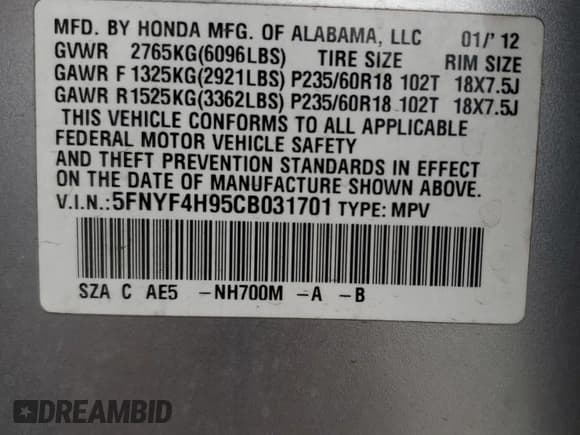 MFD. BY HONDA MFG. OF ALABAMA, LLC 01/' 12
GVWR 2765KG(6096LBS) TIRE SIZE RIM SIZE
GAWR F 1325KG(2921LBS) P235/60R18 102T 18X7.5J
GAWR R 1525KG(3362LBS) P235/60R18 102T 18X7.5J
THIS VEHICLE CONFORMS TO ALL APPLICABLE
FEDERAL MOTOR VEHICLE SAFETY
AND THEFT PREVENTION STANDARDS IN EFFECT
ON THE DATE OF MANUFACTURE SHOWN ABOVE.
V.I.N.:5FNYF4H95CB031701 TYPE: MPV
SZA C AE5 -NH700M -A -B
DREAMBID